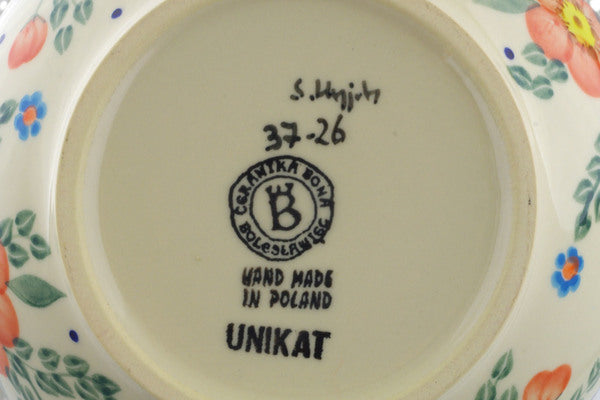 37-26
CERAMIKA BONA
B
BOLESŁAWIEC
HAND MADE
IN POLAND
UNIKAT